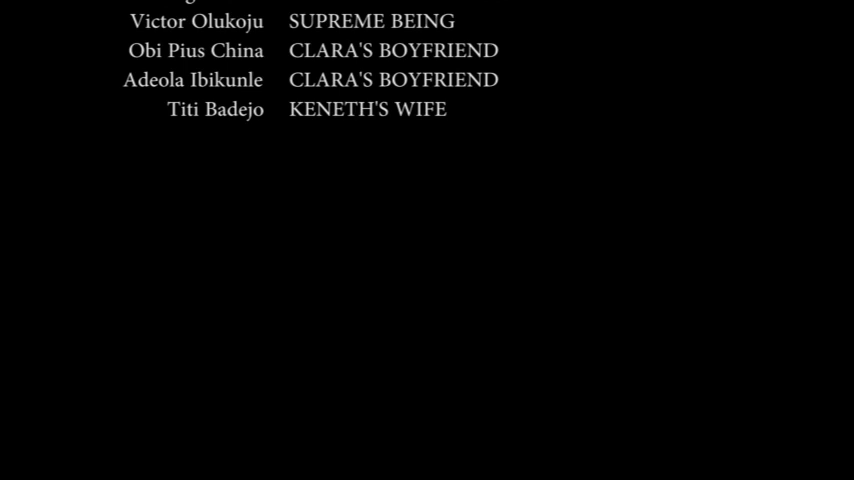 Victor Olukoju SUPREME BEING
Obi Pius China CLARA'S BOYFRIEND
Adeola Ibikunle CLARA'S BOYFRIEND
Titi Badejo KENETH'S WIFE